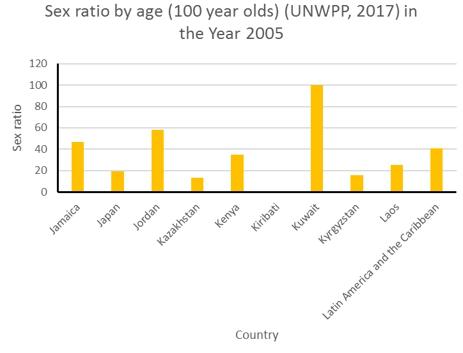 Sex ratio by age (100 year olds) (UNWPP, 2017) in
the Year 2005
120
100
80
60
40
20
0
Sex ratio
Jamaica
Japan
Jordan
Kazakhstan
Kenya
Kiribati
Kuwait
Kyrgyzstan
Laos
Latin America and the Caribbean
Country